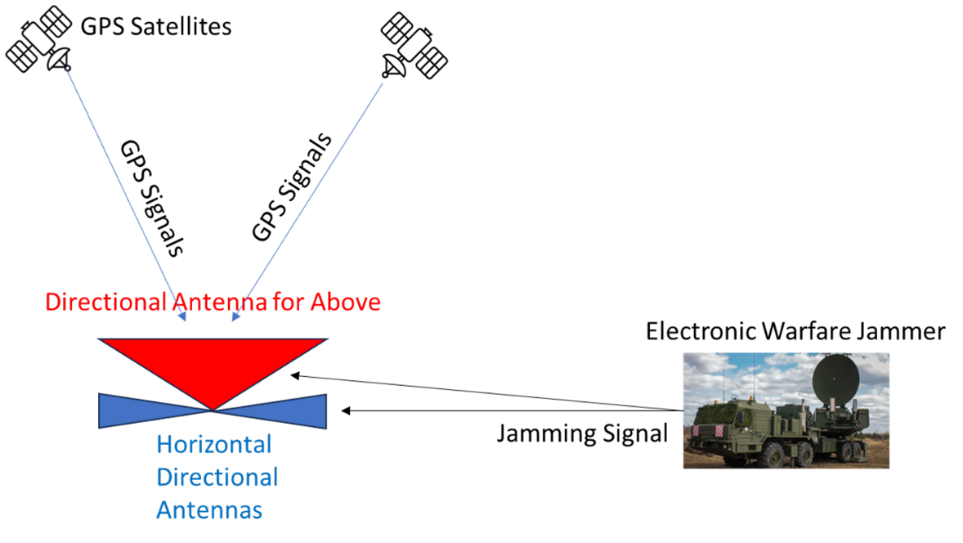 GPS Satellites
GPS Signals
GPS Signals
Directional Antenna for Above
Electronic Warfare Jammer
Jamming Signal
Horizontal
Directional
Antennas